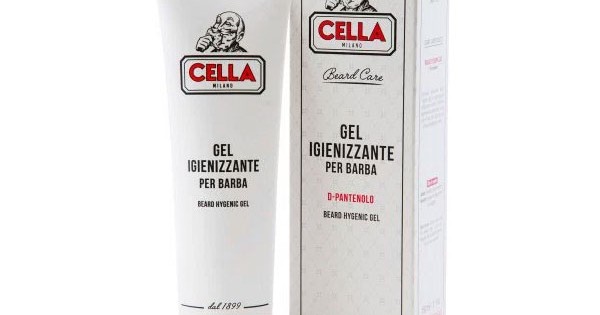 CELLA
MILANO
GEL
IGIENIZZANTE
PER BARBA
BEARD HYGENIC GEL
dal 1899
CELLA
MILANO
Beard Care
GEL
IGIENIZZANTE
PER BARBA
D-PANTENOLO
BEARD HYGENIC GEL